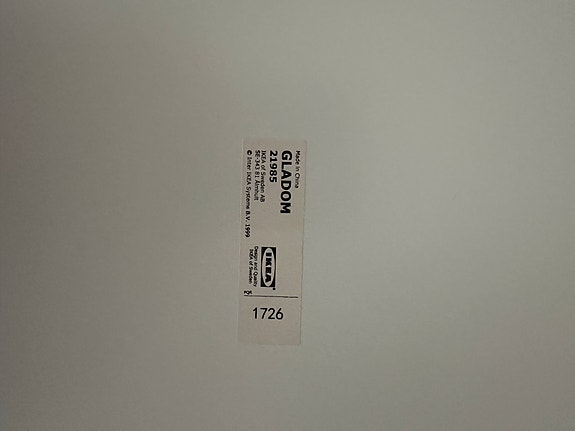 Made in China
GLADOM
21985
IKEA of Sweden AB
SE-343 81 Älmhult
© Inter IKEA Systems B.V. 1999
IKEA
Design and Quality
IKEA of Sweden
1726